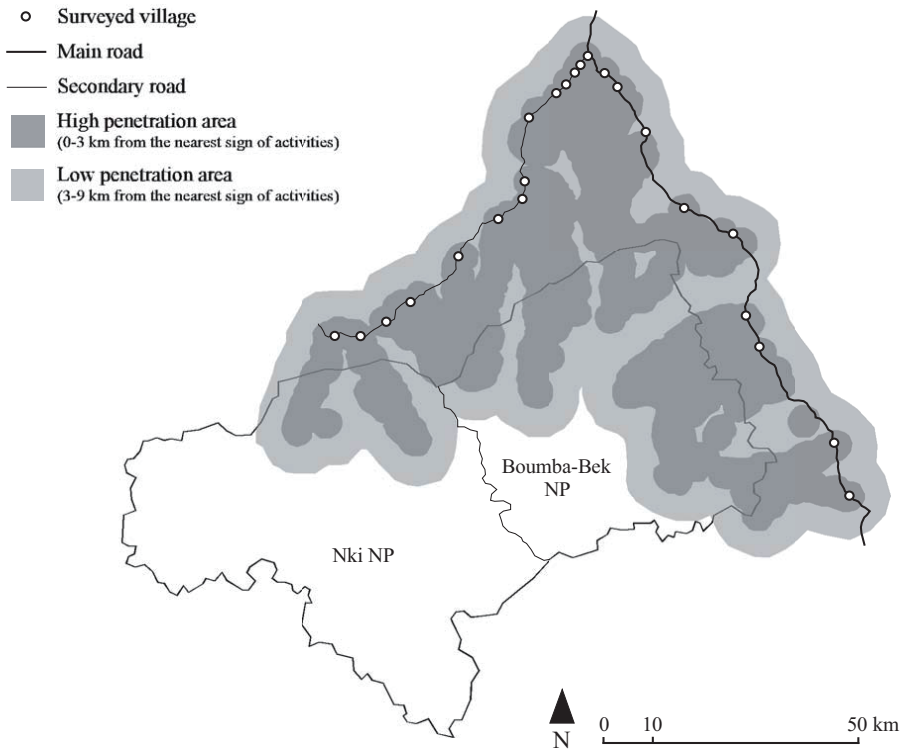 Surveyed village
Main road
Secondary road
High penetration area
(0-3 km from the nearest sign of activities)
Low penetration area
(3-9 km from the nearest sign of activities)
Boumba-Bek
NP
Nki NP
N
0 10 50 km